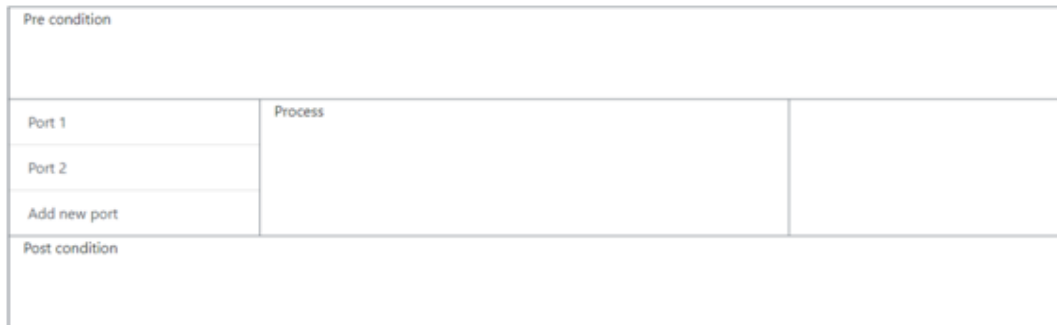 Pre condition
Port 1
Process
Port 2
Add new port
Post condition